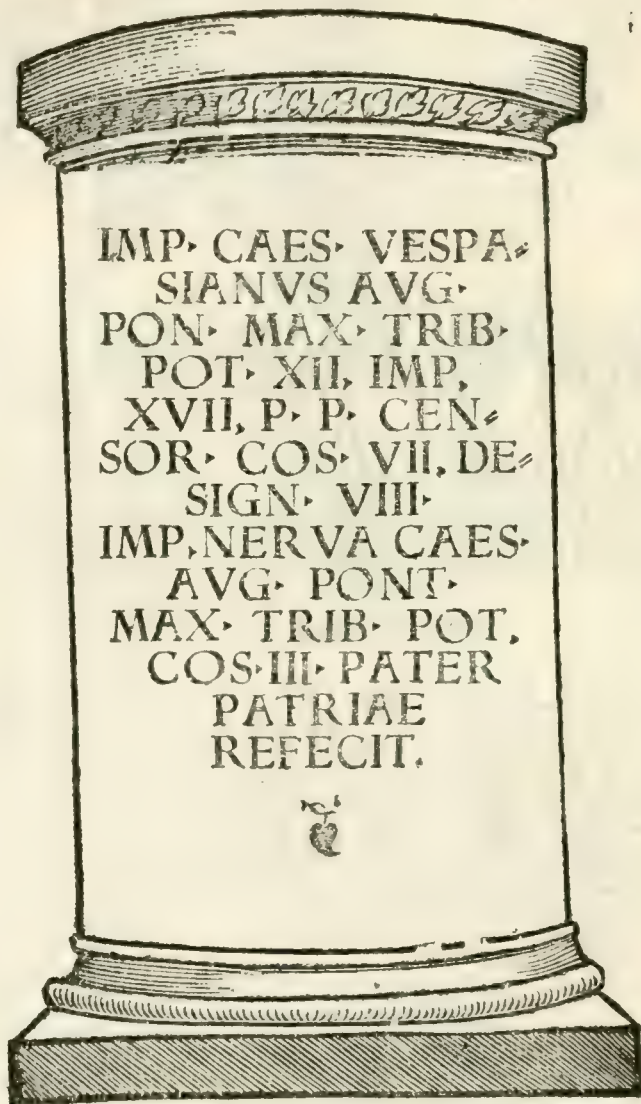 IMP· CAES· VESPA=
SIANVS AVG·
PON· MAX· TRIB·
POT· XII, IMP,
XVII, P· P· CEN=
SOR· COS· VII, DE=
SIGN· VIII·
IMP, NERVA CAES·
AVG· PONT·
MAX· TRIB· POT,
COS·III· PATER
PATRIAE
REFECIT.